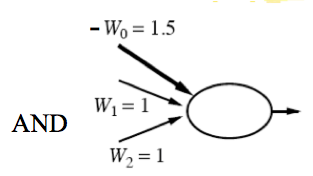 - W₀ = 1.5
W₁ = 1
AND
W₂ = 1